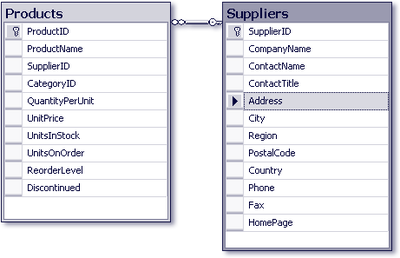 Products
ProductID
ProductName
SupplierID
CategoryID
QuantityPerUnit
UnitPrice
UnitsInStock
UnitsOnOrder
ReorderLevel
Discontinued
Suppliers
SupplierID
CompanyName
ContactName
ContactTitle
Address
City
Region
PostalCode
Country
Phone
Fax
HomePage